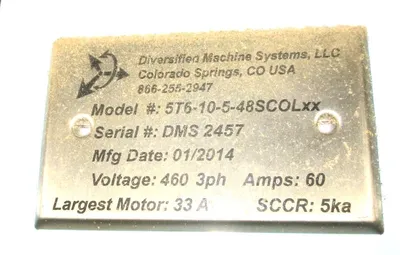 Diversified Machine Systems, LLC
Colorado Springs, CO USA
866-256-2947
Model #: 5T6-10-5-48SCOLxx
Serial #: DMS 2457
Mfg Date: 01/2014
Voltage: 460 3ph Amps: 60
Largest Motor: 33 A SCCR: 5ka